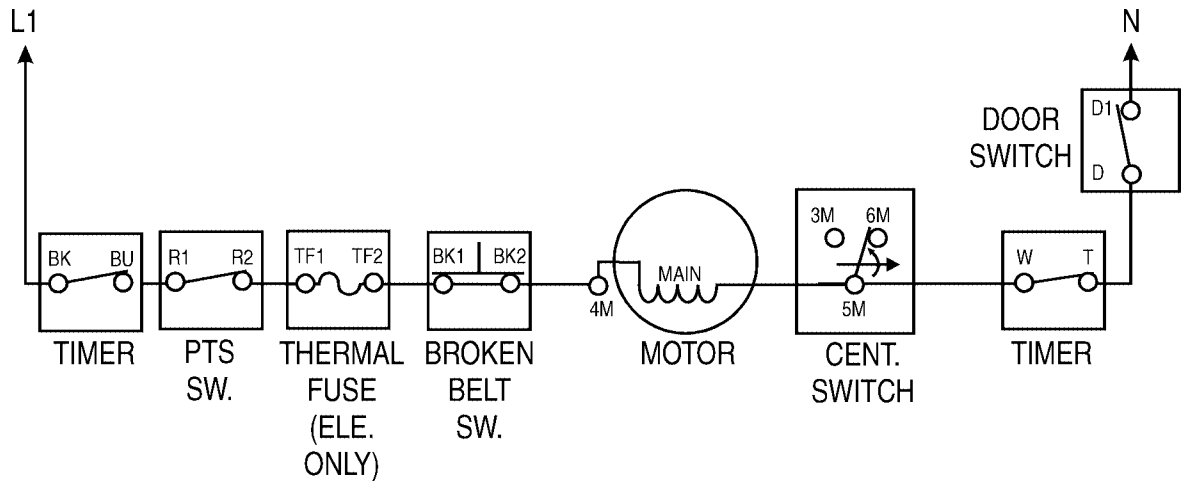 L1
N
D1
DOOR
SWITCH
D
3M 6M
BK BU
R1 R2
TF1 TF2
BK1 BK2
MAIN
W T
4M
5M
TIMER
PTS
SW.
THERMAL
FUSE
(ELE.
ONLY)
BROKEN
BELT
SW.
MOTOR
CENT.
SWITCH
TIMER